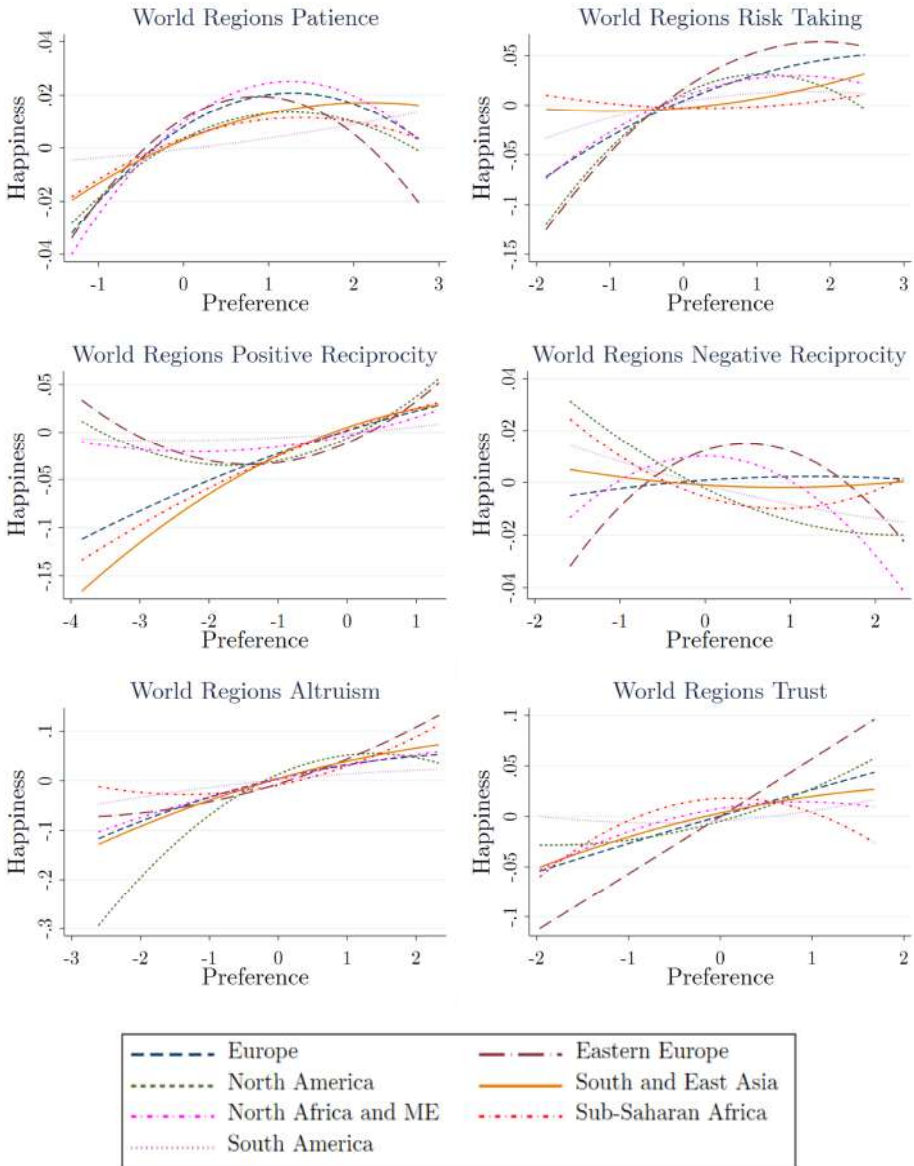 World Regions Patience
Happiness
.04
.02
0
-.02
-.04
-1
0
1
2
3
Preference
World Regions Risk Taking
Happiness
.05
0
-.05
-.1
-.15
-2
-1
0
1
2
3
Preference
World Regions Positive Reciprocity
Happiness
.05
0
-.05
-.1
-.15
-4
-3
-2
-1
0
1
Preference
World Regions Negative Reciprocity
Happiness
.04
.02
0
-.02
-.04
-2
-1
0
1
2
Preference
World Regions Altruism
Happiness
.1
0
-.1
-.2
-.3
-3
-2
-1
0
1
2
Preference
World Regions Trust
Happiness
.1
.05
0
-.05
-.1
-2
-1
0
1
2
Preference
Europe
Eastern Europe
North America
South and East Asia
North Africa and ME
Sub-Saharan Africa
South America